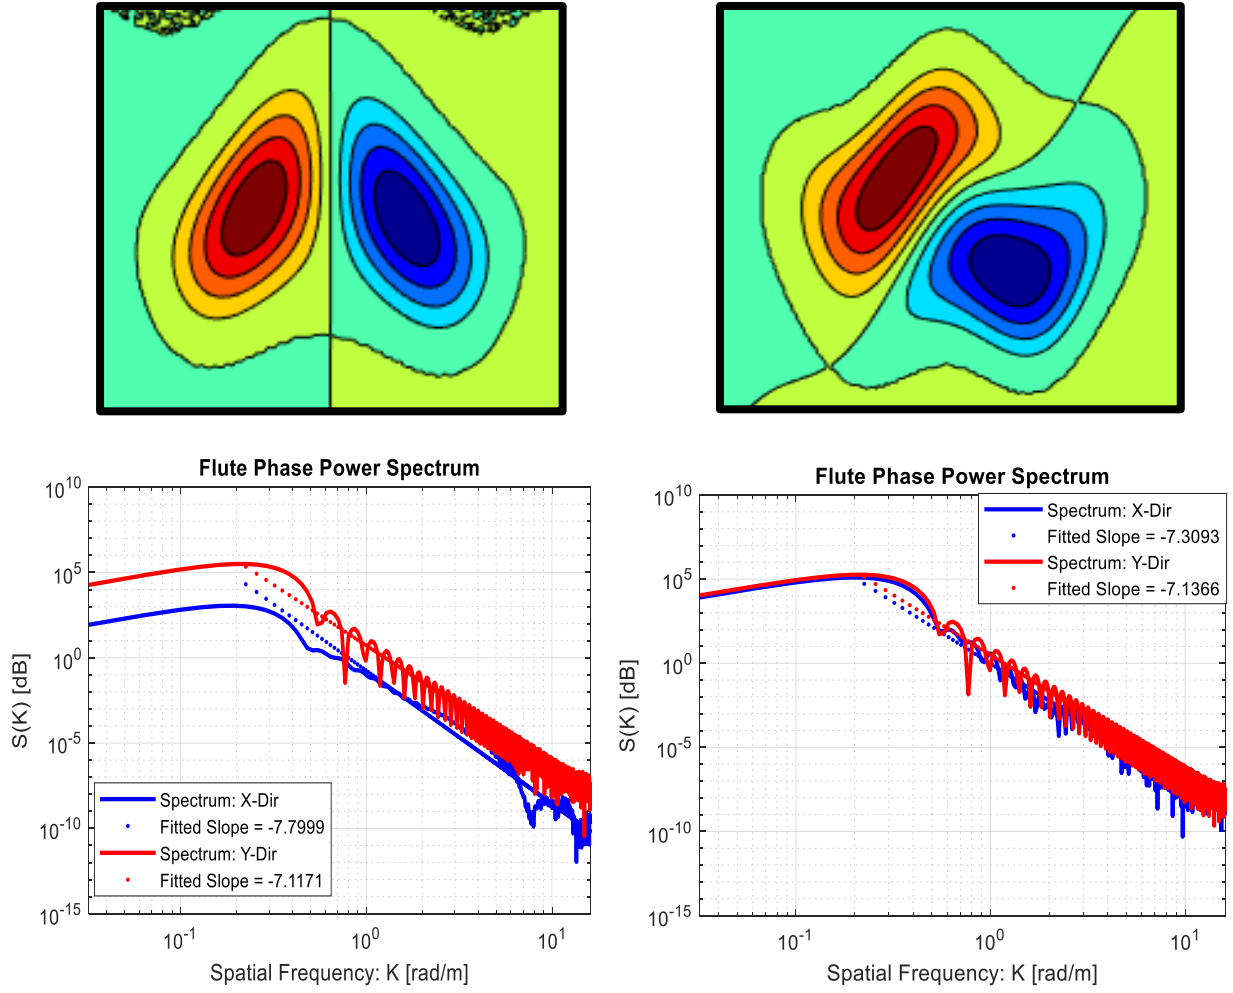 Flute Phase Power Spectrum
10^10
10^5
10^0
10^-5
10^-10
10^-15
S(K) [dB]
Spectrum: X-Dir
Fitted Slope = -7.7999
Spectrum: Y-Dir
Fitted Slope = -7.1171
10^-1
10^0
10^1
Spatial Frequency: K [rad/m]
Flute Phase Power Spectrum
10^10
10^5
10^0
10^-5
10^-10
10^-15
S(K) [dB]
Spectrum: X-Dir
Fitted Slope = -7.3093
Spectrum: Y-Dir
Fitted Slope = -7.1366
10^-1
10^0
10^1
Spatial Frequency: K [rad/m]